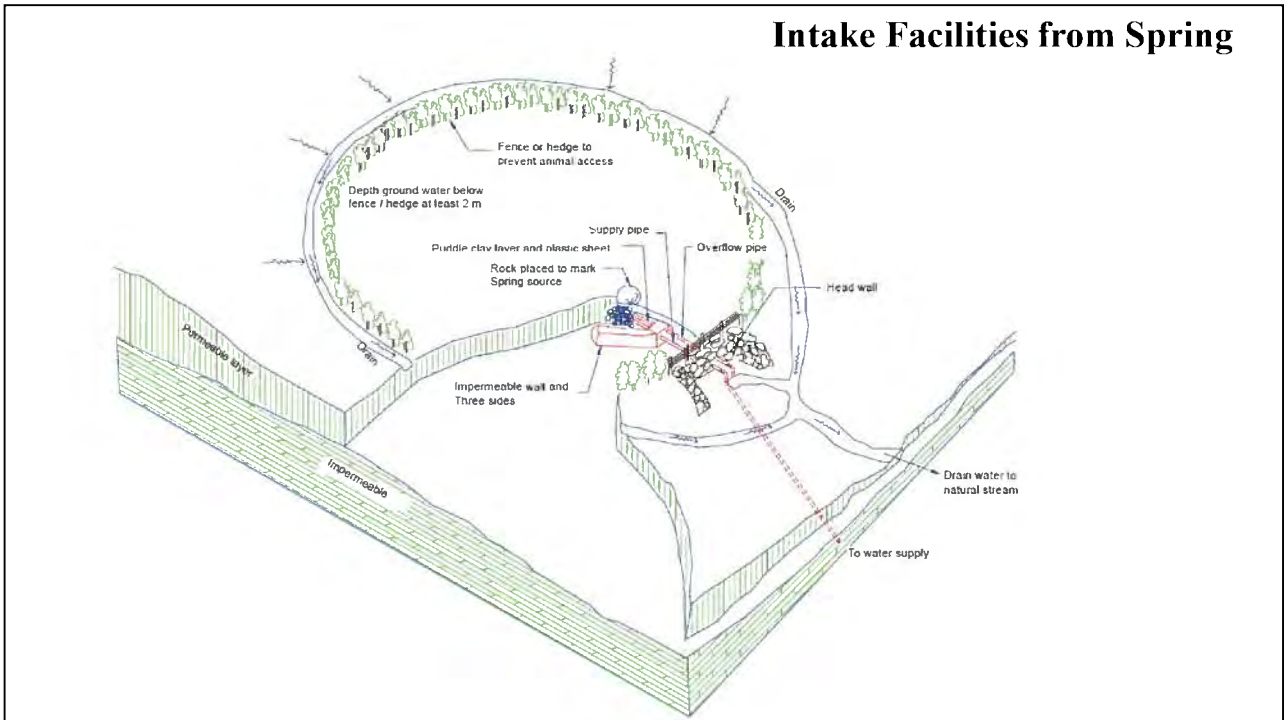 Intake Facilities from Spring
Fence or hedge to
prevent animal access
Depth ground water below
fence / hedge at least 2 m
Drain
Supply pipe
Puddle clay layer and plastic sheet
Overflow pipe
Rock placed to mark
Spring source
Head wall
Permeable layer
Drain
Impermeable wall and
Three sides
Impermeable
Drain water to
natural stream
To water supply